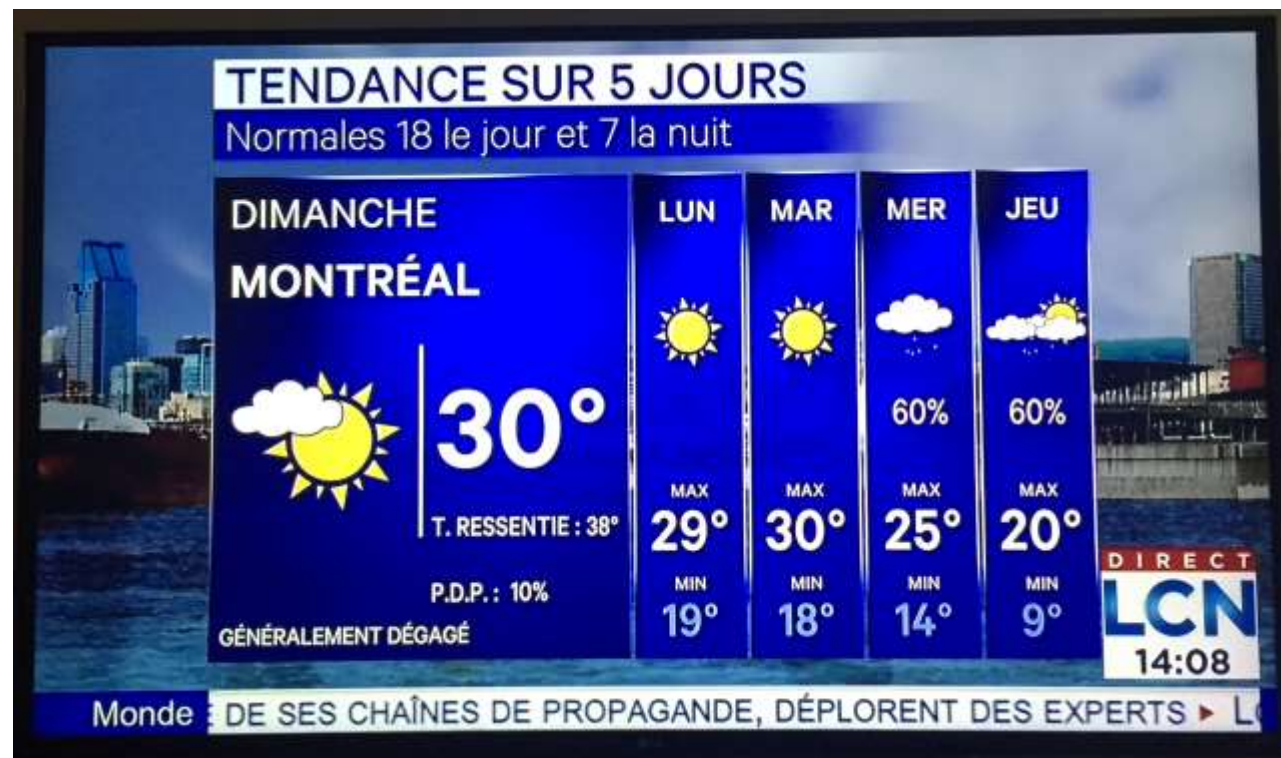 TENDANCE SUR 5 JOURS
Normales 18 le jour et 7 la nuit
DIMANCHE
MONTRÉAL
30°
T. RESSENTIE : 38°
P.D.P. : 10%
GÉNÉRALEMENT DÉGAGÉ
LUN
MAX
29°
MIN
19°
MAR
MAX
30°
MIN
18°
MER
60%
MAX
25°
MIN
14°
JEU
60%
MAX
20°
MIN
9°
DIRECT
LCN
14:08
Monde : DE SES CHAÎNES DE PROPAGANDE, DÉPLORENT DES EXPERTS ▸